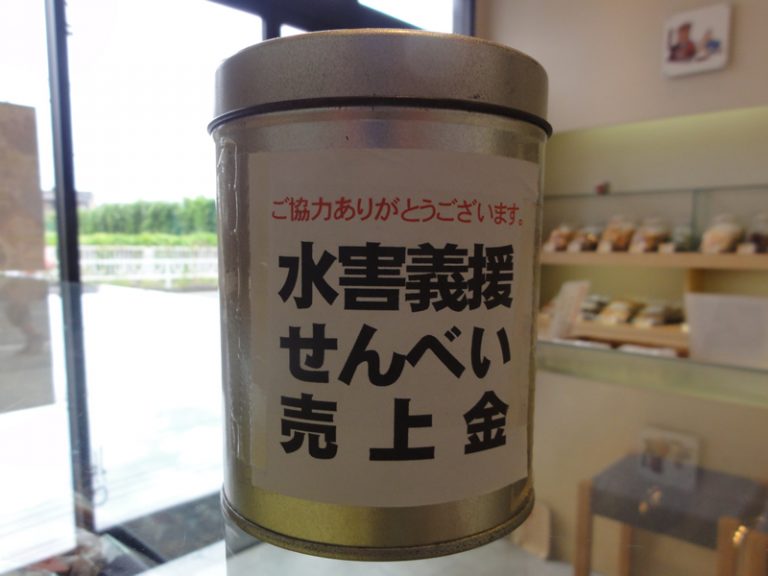 ご協力ありがとうございます。
水害義援
せんべい
売上金